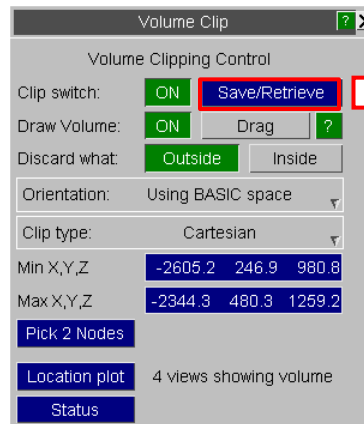 Volume Clip ? X
Volume Clipping Control
Clip switch: ON Save/Retrieve
Draw Volume: ON Drag ?
Discard what: Outside Inside
Orientation: Using BASIC space
Clip type: Cartesian
Min X,Y,Z -2605.2 246.9 980.8
Max X,Y,Z -2344.3 480.3 1259.2
Pick 2 Nodes
Location plot 4 views showing volume
Status